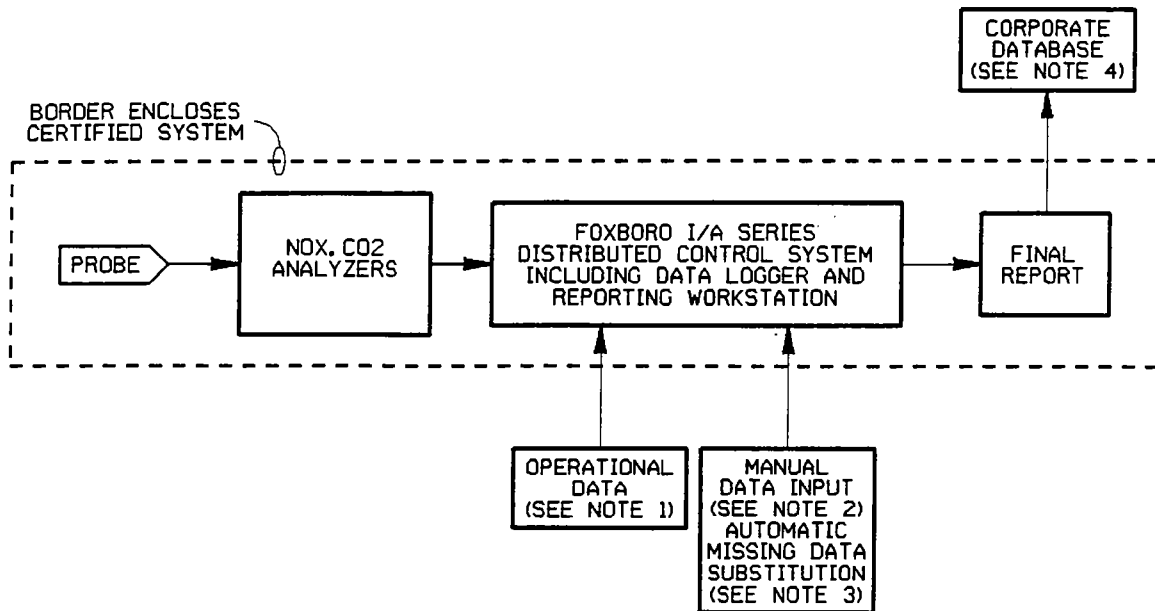 CORPORATE
DATABASE
(SEE NOTE 4)
BORDER ENCLOSES
CERTIFIED SYSTEM
PROBE
NOX.CO2
ANALYZERS
FOXBORO I/A SERIES
DISTRIBUTED CONTROL SYSTEM
INCLUDING DATA LOGGER AND
REPORTING WORKSTATION
FINAL
REPORT
OPERATIONAL
DATA
(SEE NOTE 1)
MANUAL
DATA INPUT
(SEE NOTE 2)
AUTOMATIC
MISSING DATA
SUBSTITUTION
(SEE NOTE 3)